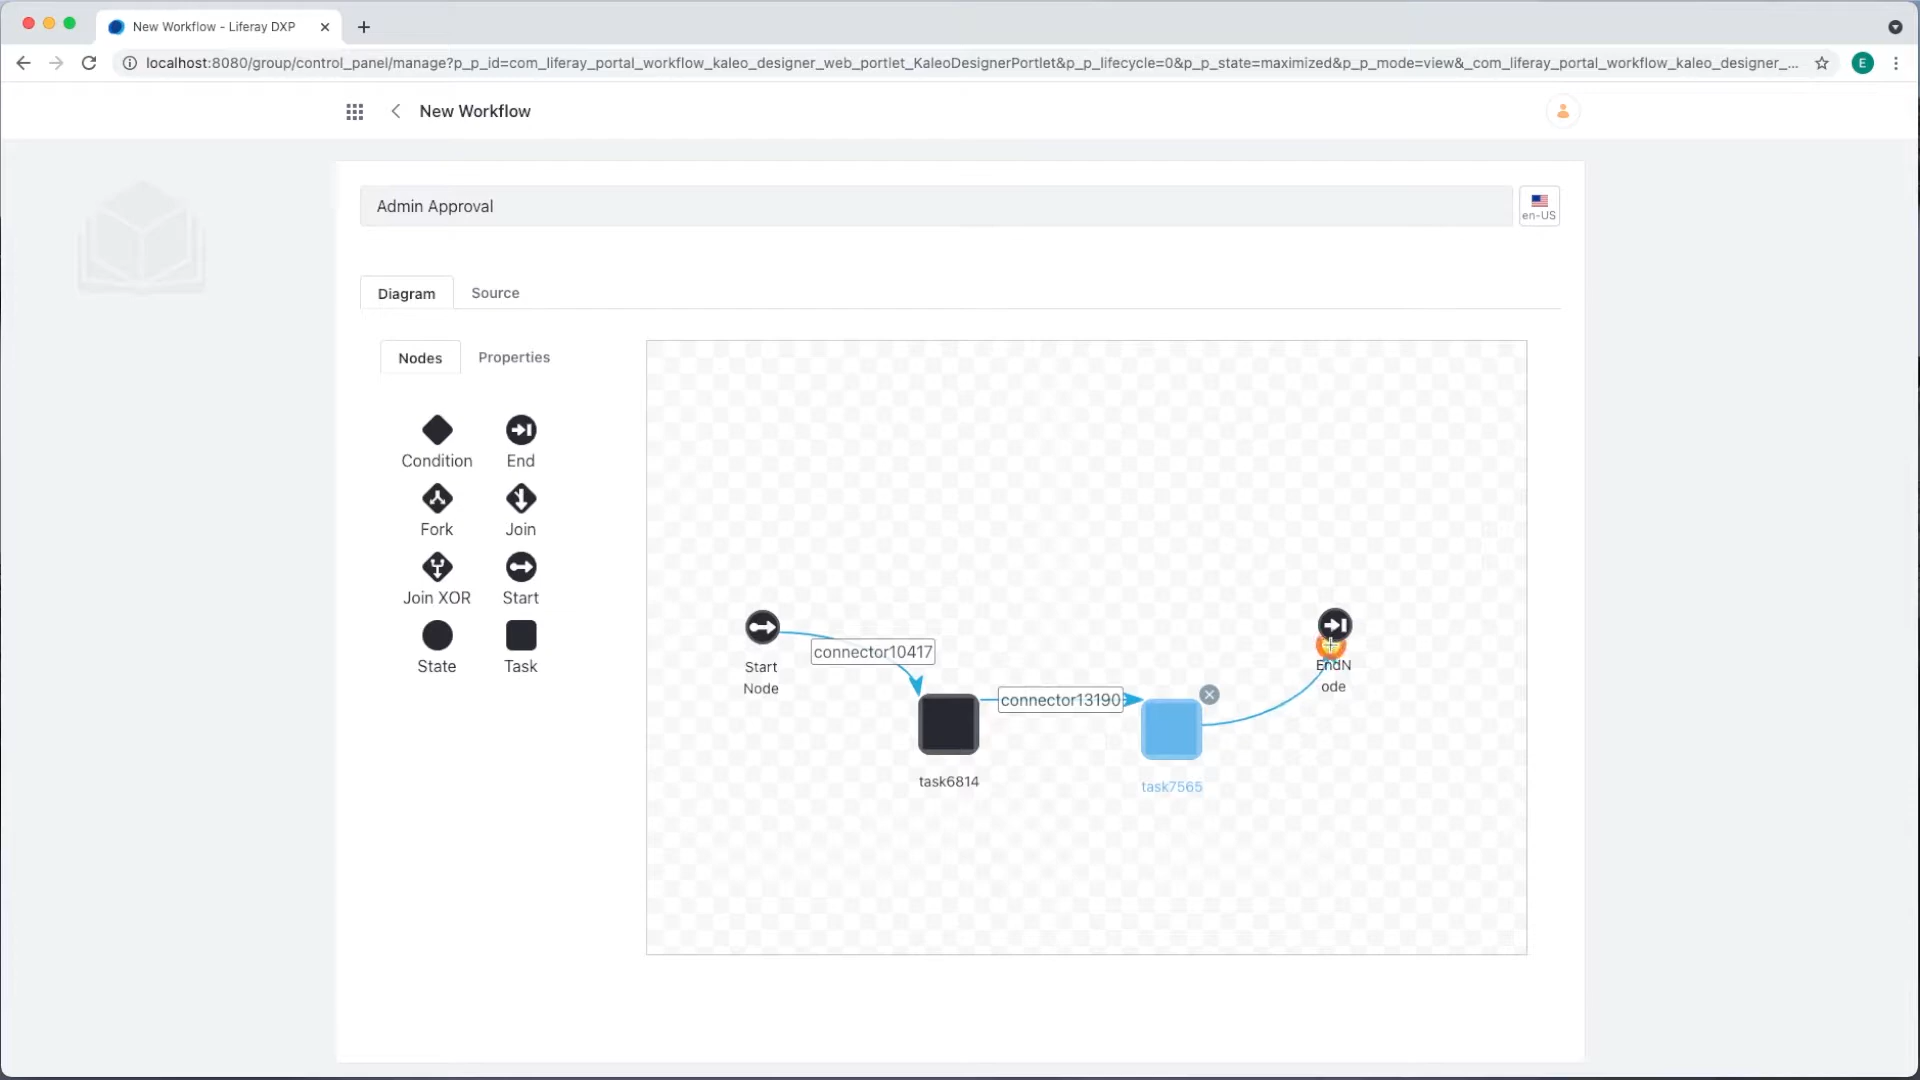 New Workflow - Liferay DXP
localhost:8080/group/control_panel/manage?p_p_id=com_liferay_portal_workflow_kaleo_designer_web_portlet_KaleoDesignerPortlet&p_p_lifecycle=0&p_p_state=maximized&p_p_mode=view&_com_liferay_portal_workflow_kaleo_designer_...
E
New Workflow
Admin Approval
en-US
Diagram
Source
Nodes
Properties
Condition
End
Fork
Join
Join XOR
Start
State
Task
Start
Node
connector10417
task6814
connector13190
task7565
EndN
ode